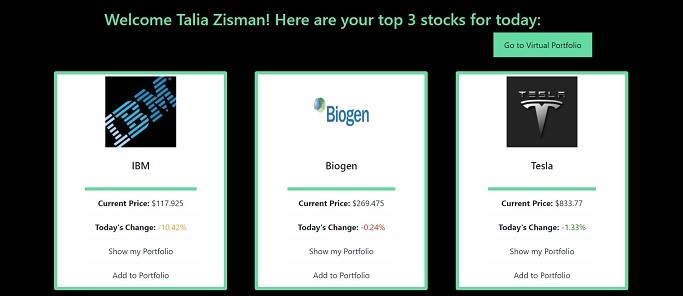 Welcome Talia Zisman! Here are your top 3 stocks for today:
Go to Virtual Portfolio
IBM
IBM
Current Price: $117.925
Today's Change: -10.42%
Show my Portfolio
Add to Portfolio
Biogen
Biogen
Current Price: $269.475
Today's Change: -0.24%
Show my Portfolio
Add to Portfolio
TESLA
Tesla
Current Price: $833.77
Today's Change: -1.33%
Show my Portfolio
Add to Portfolio